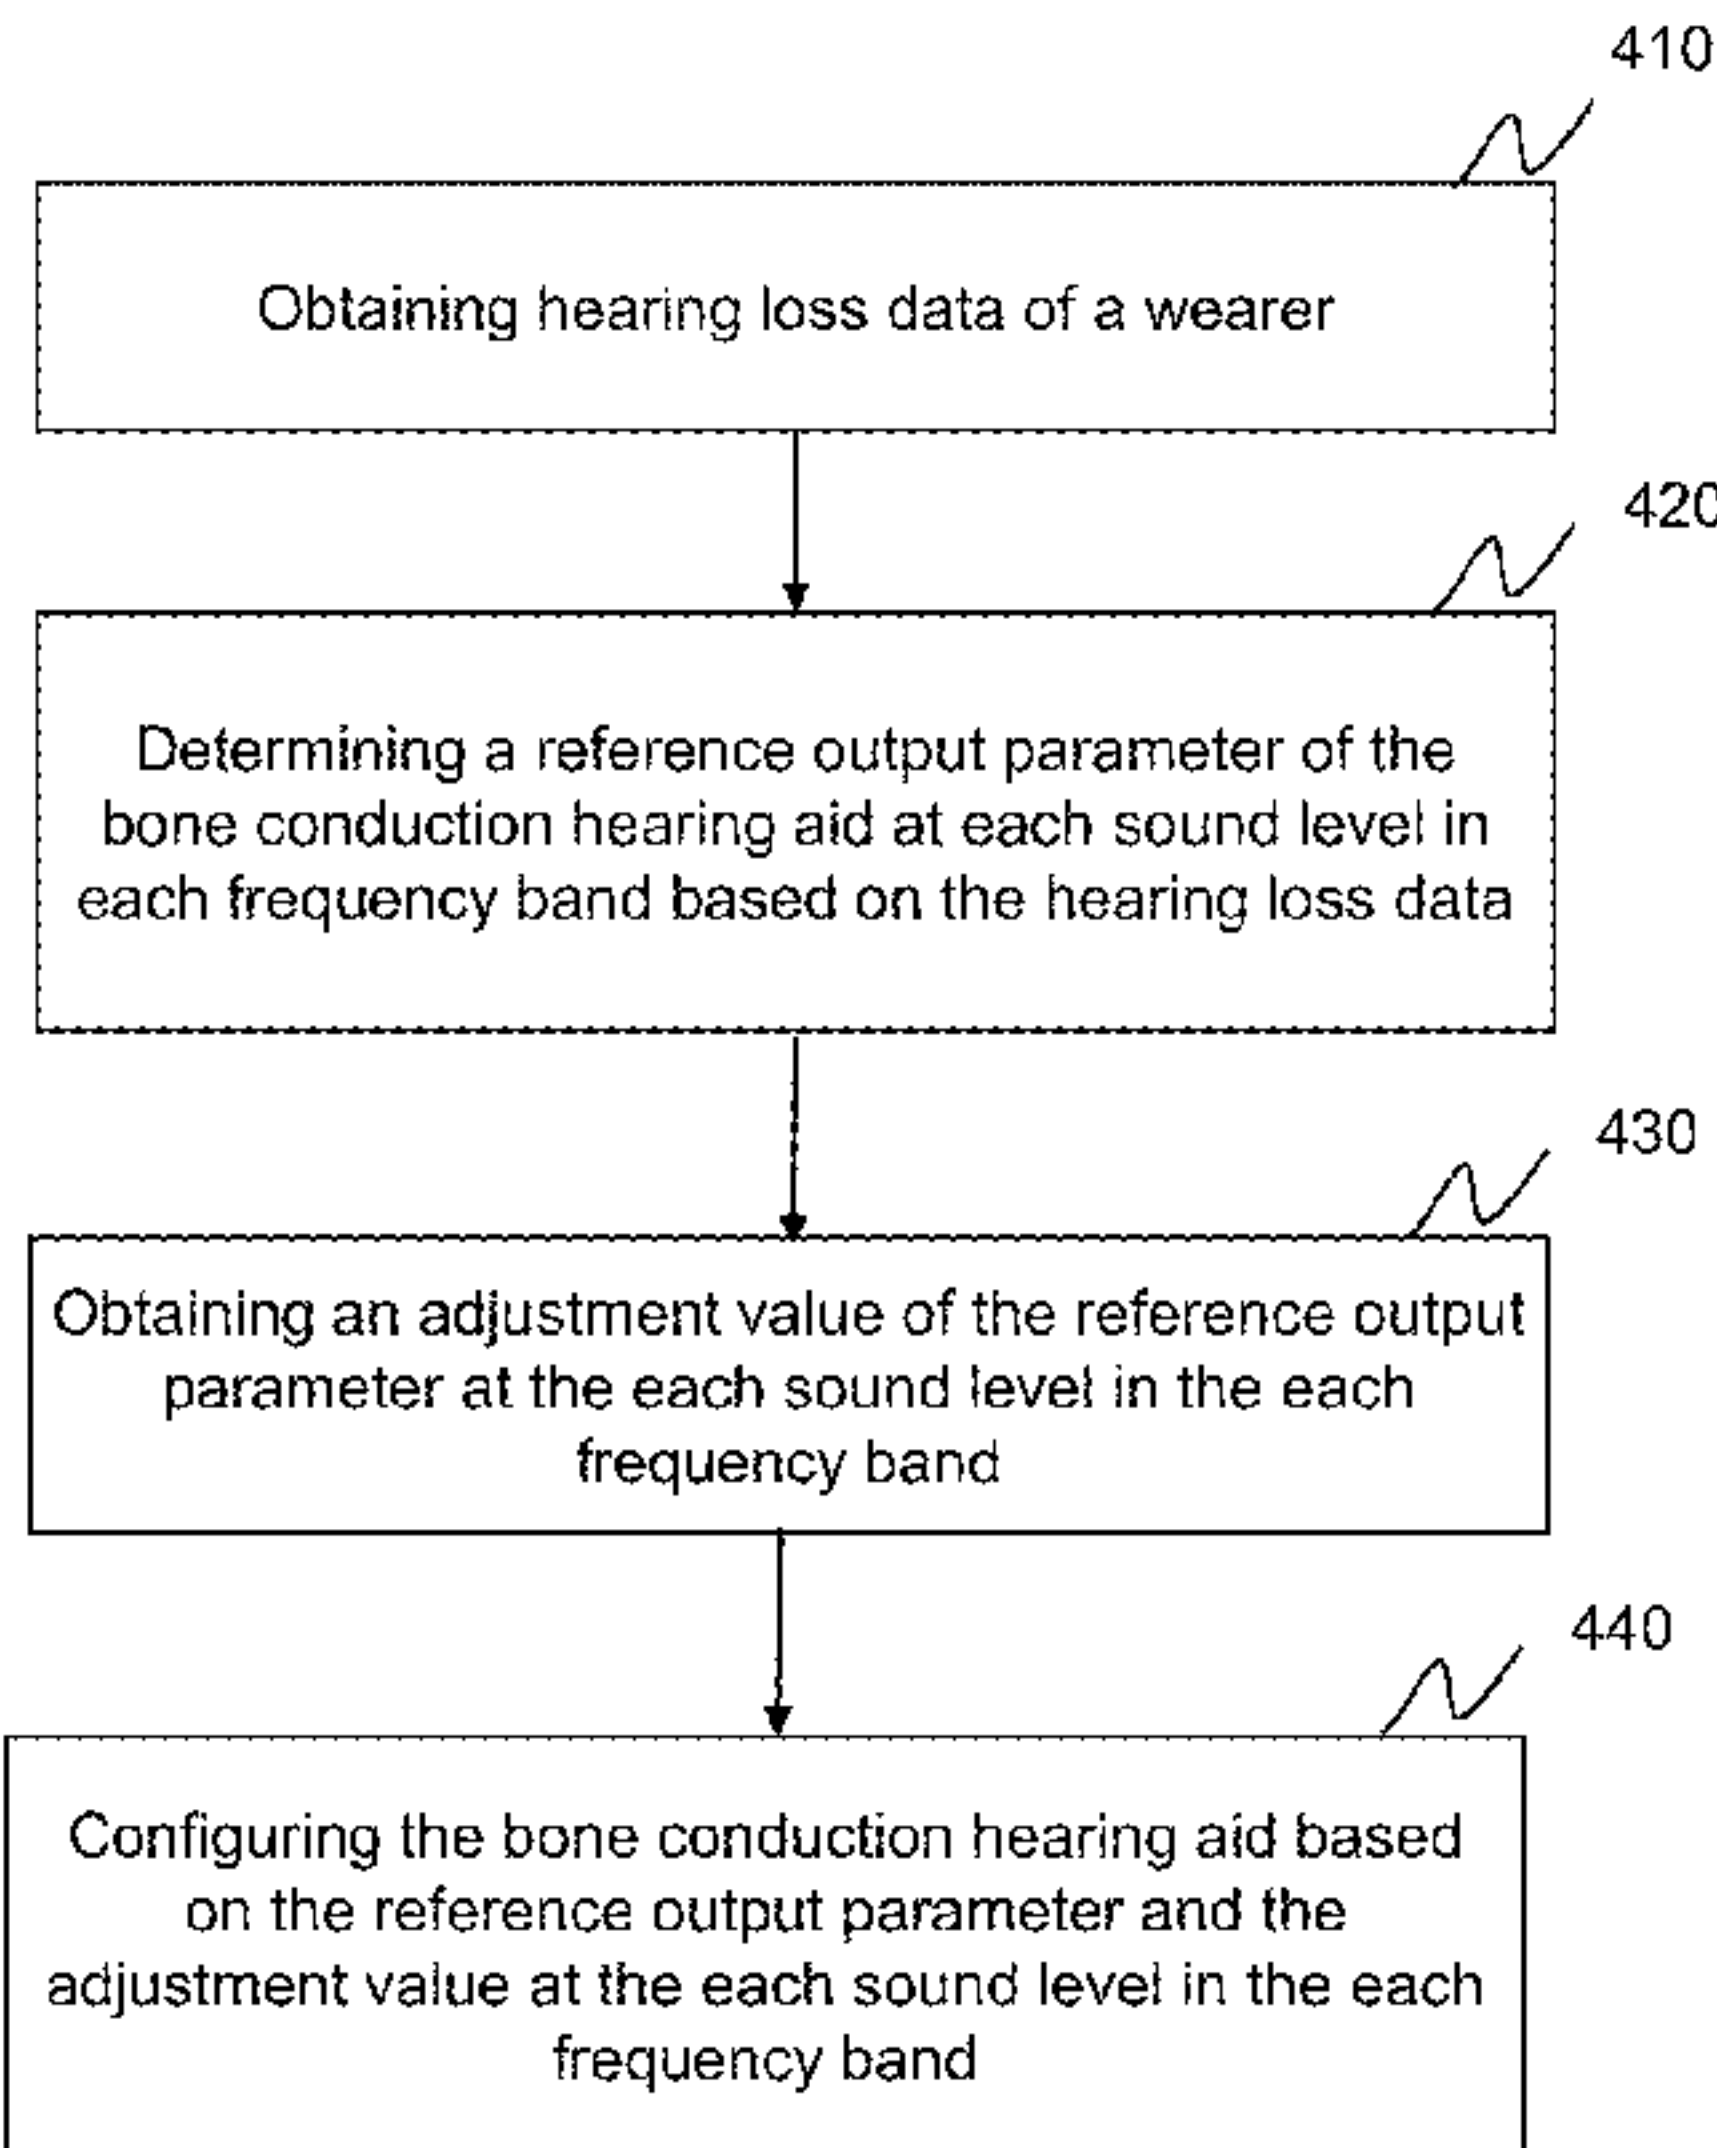 410
Obtaining hearing loss data of a wearer
420
Determining a reference output parameter of the
bone conduction hearing aid at each sound level in
each frequency band based on the hearing loss data
430
Obtaining an adjustment value of the reference output
parameter at the each sound level in the each
frequency band
440
Configuring the bone conduction hearing aid based
on the reference output parameter and the
adjustment value at the each sound level in the each
frequency band